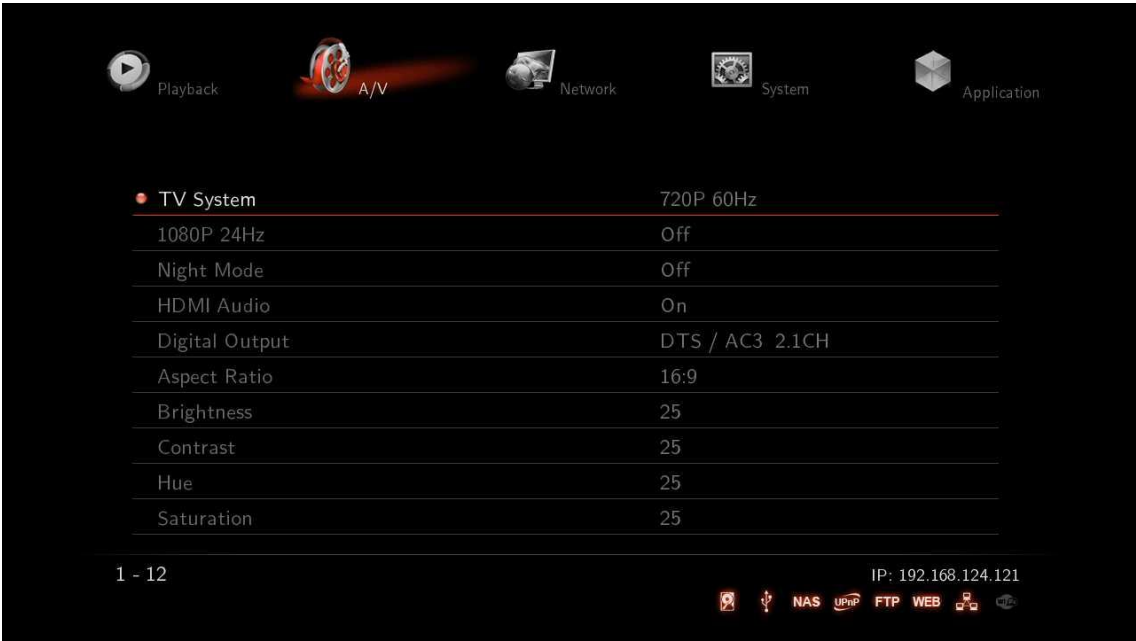 Playback
A/V
Network
System
Application
TV System 720P 60Hz
1080P 24Hz Off
Night Mode Off
HDMI Audio On
Digital Output DTS / AC3 2.1CH
Aspect Ratio 16:9
Brightness 25
Contrast 25
Hue 25
Saturation 25
1 - 12
IP: 192.168.124.121
NAS UPnP FTP WEB